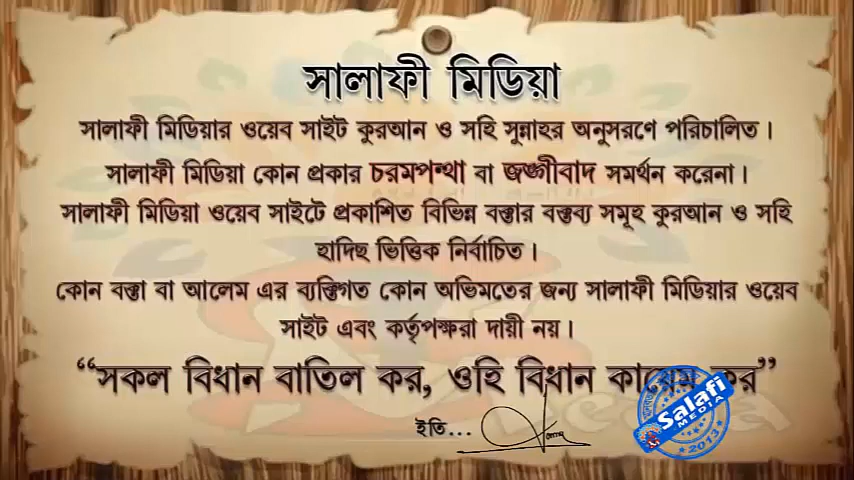 সালাফী মিডিয়া
সালাফী মিডিয়ার ওয়েব সাইট কুরআন ও সহি সুন্নাহর অনুসরণে পরিচালিত।
সালাফী মিডিয়া কোন প্রকার চরমপন্থা বা জঙ্গীবাদ সমর্থন করেনা।
সালাফী মিডিয়া ওয়েব সাইটে প্রকাশিত বিভিন্ন বক্তার বক্তব্য সমূহ কুরআন ও সহি
হাদিছ ভিত্তিক নির্বাচিত।
কোন বক্তা বা আলেম এর ব্যক্তিগত কোন অভিমতের জন্য সালাফী মিডিয়ার ওয়েব
সাইট এবং কর্তৃপক্ষরা দায়ী নয়।
“সকল বিধান বাতিল কর, ওহি বিধান কায়েম কর”
ইতি...
Salafi
MEDIA
2013